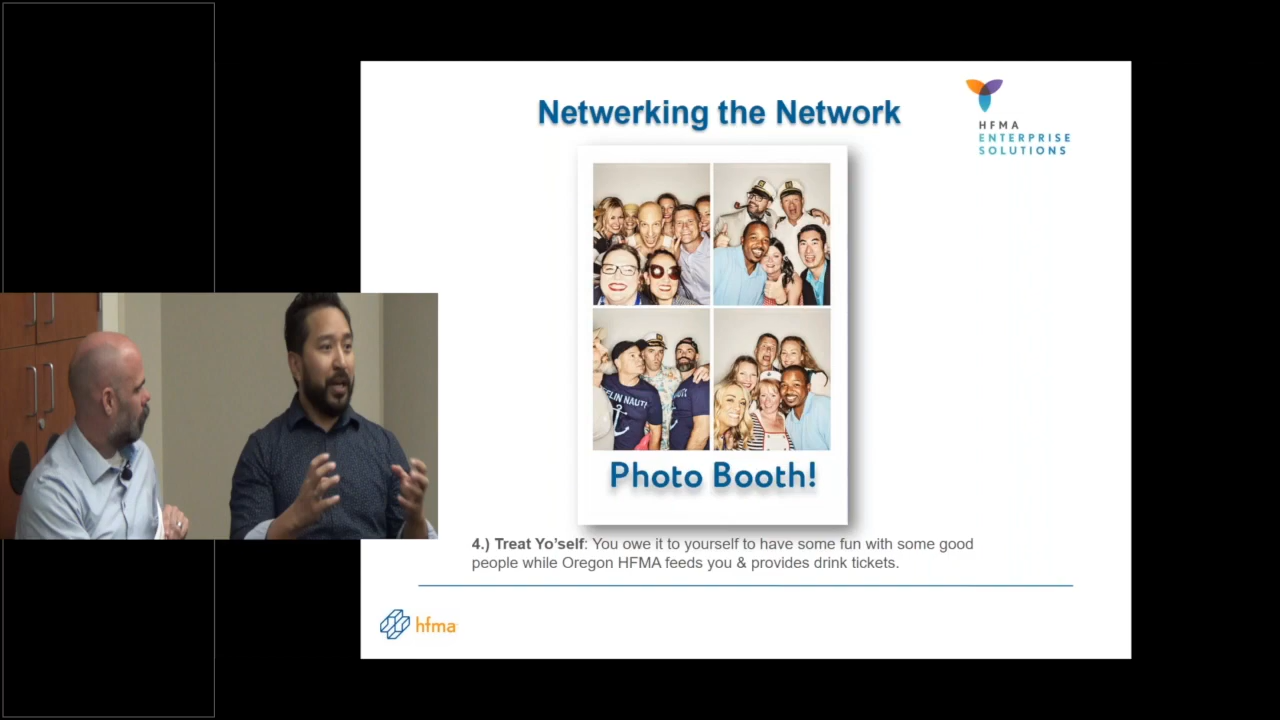 Netwerking the Network
HFMA
ENTERPRISE
SOLUTIONS
Photo Booth!
4.) Treat Yo'self: You owe it to yourself to have some fun with some good
people while Oregon HFMA feeds you & provides drink tickets.
hfma